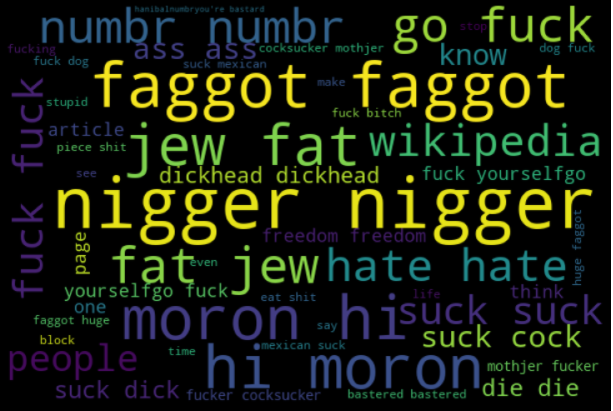 hanibalnumbryou're bastard
numbr numbr
go fuck
stop
fucking
ass ass
cocksucker mothjer
know
dog fuck
fuck dog
suck mexican
faggot faggot
make
stupid
fuck bitch
article
jew fat
wikipedia
piece shit
see
dickhead dickhead
fuck yourselfgo
fuck fuck
nigger nigger
page
freedom freedom
huge faggot
fat jew
even
hate hate
yourselfgo fuck
eat shit
life
think
one
moron hi
suck suck
faggot huge
say
suck cock
block
time
mexican suck
people
hi moron
mothjer fucker
suck dick
fucker cocksucker
bastered bastered
die die